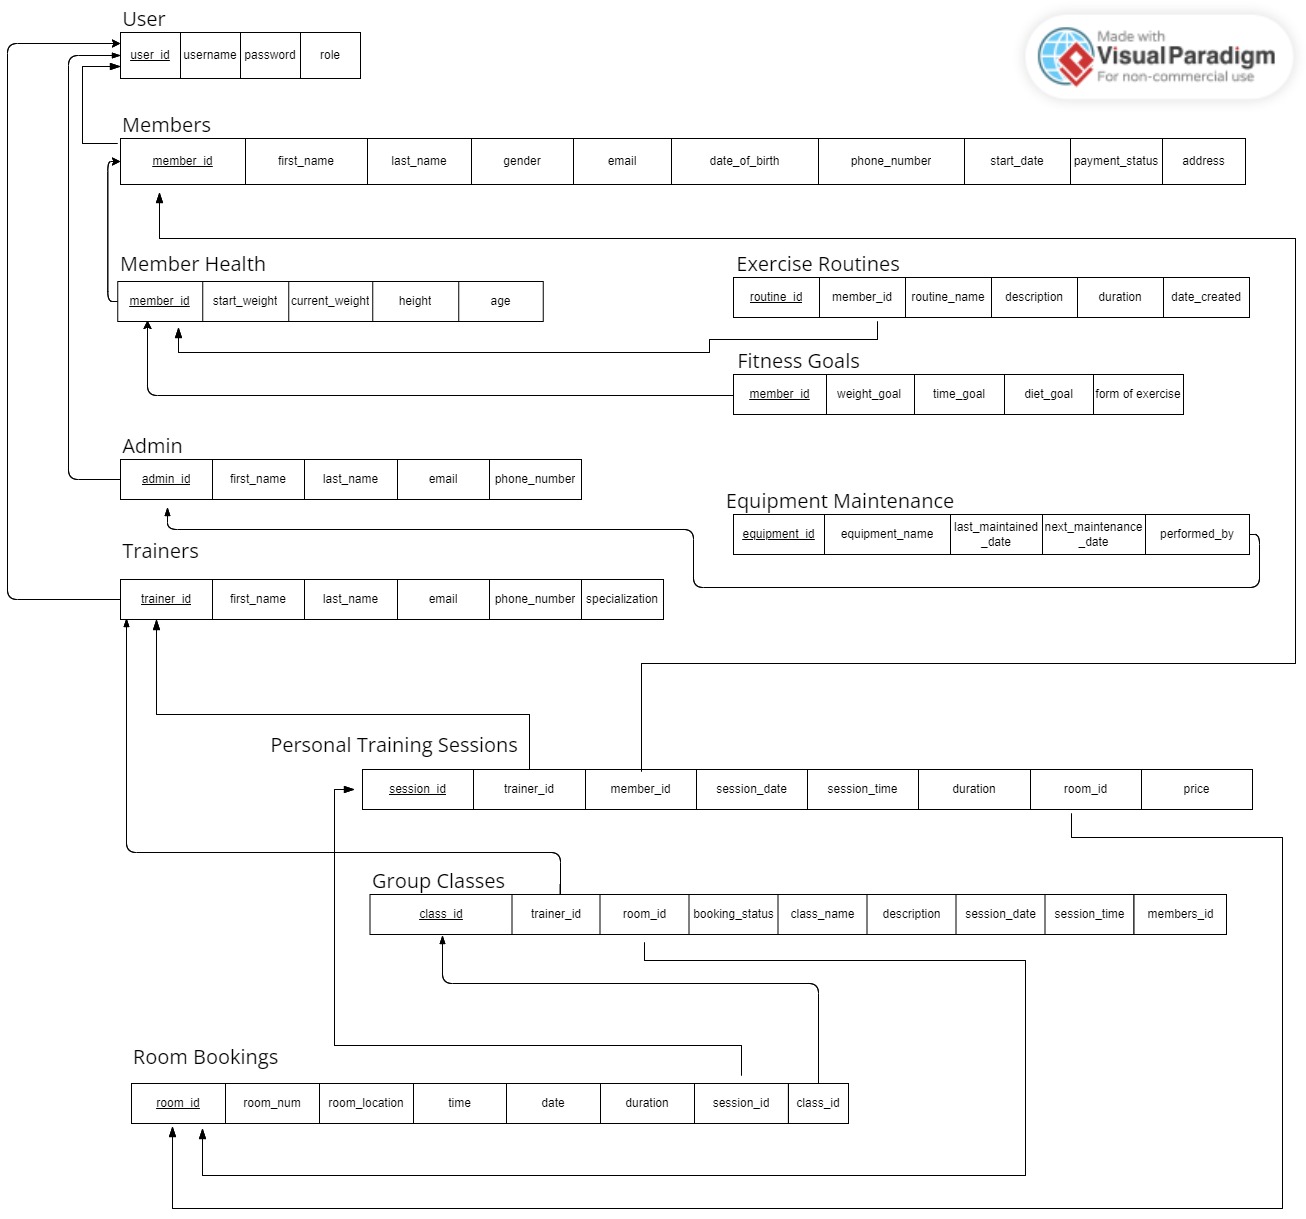 User
Made with
Visual Paradigm
For non-commercial use
user_id username password role
Members
member_id first_name last_name gender email date_of_birth phone_number start_date payment_status address
Member Health
Exercise Routines
member_id start_weight current_weight height age
routine_id member_id routine_name description duration date_created
Fitness Goals
member_id weight_goal time_goal diet_goal form of exercise
Admin
admin_id first_name last_name email phone_number
Equipment Maintenance
equipment_id equipment_name last_maintained
_date next_maintenance
_date performed_by
Trainers
trainer_id first_name last_name email phone_number specialization
Personal Training Sessions
session_id trainer_id member_id session_date session_time duration room_id price
Group Classes
class_id trainer_id room_id booking_status class_name description session_date session_time members_id
Room Bookings
room_id room_num room_location time date duration session_id class_id